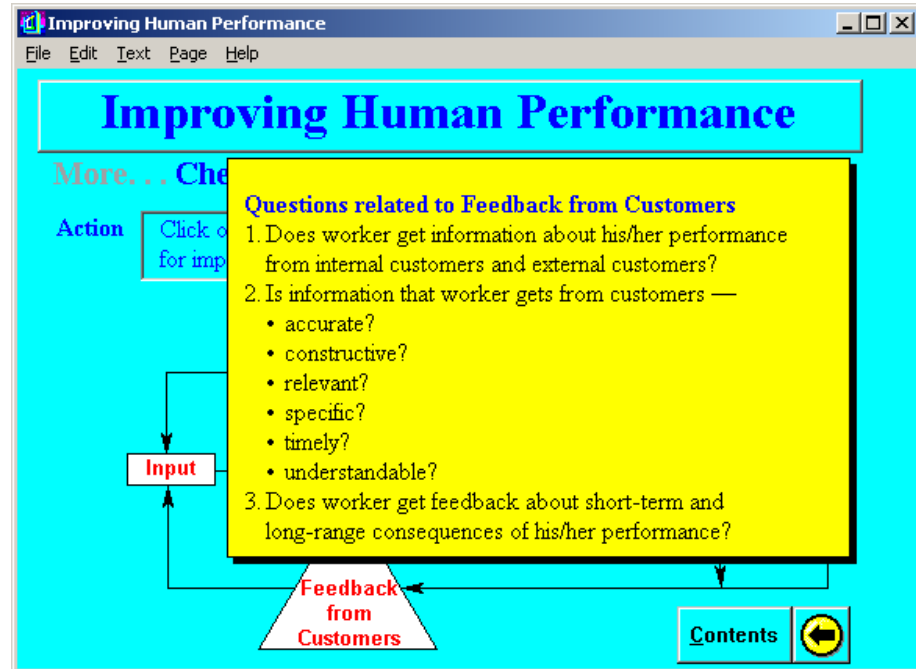 Improving Human Performance
File Edit Text Page Help
Improving Human Performance
More. . . Che
Action
Click o
for imp
Questions related to Feedback from Customers
1. Does worker get information about his/her performance
from internal customers and external customers?
2. Is information that worker gets from customers —
• accurate?
• constructive?
• relevant?
• specific?
• timely?
• understandable?
3. Does worker get feedback about short-term and
long-range consequences of his/her performance?
Input
Feedback
from
Customers
Contents